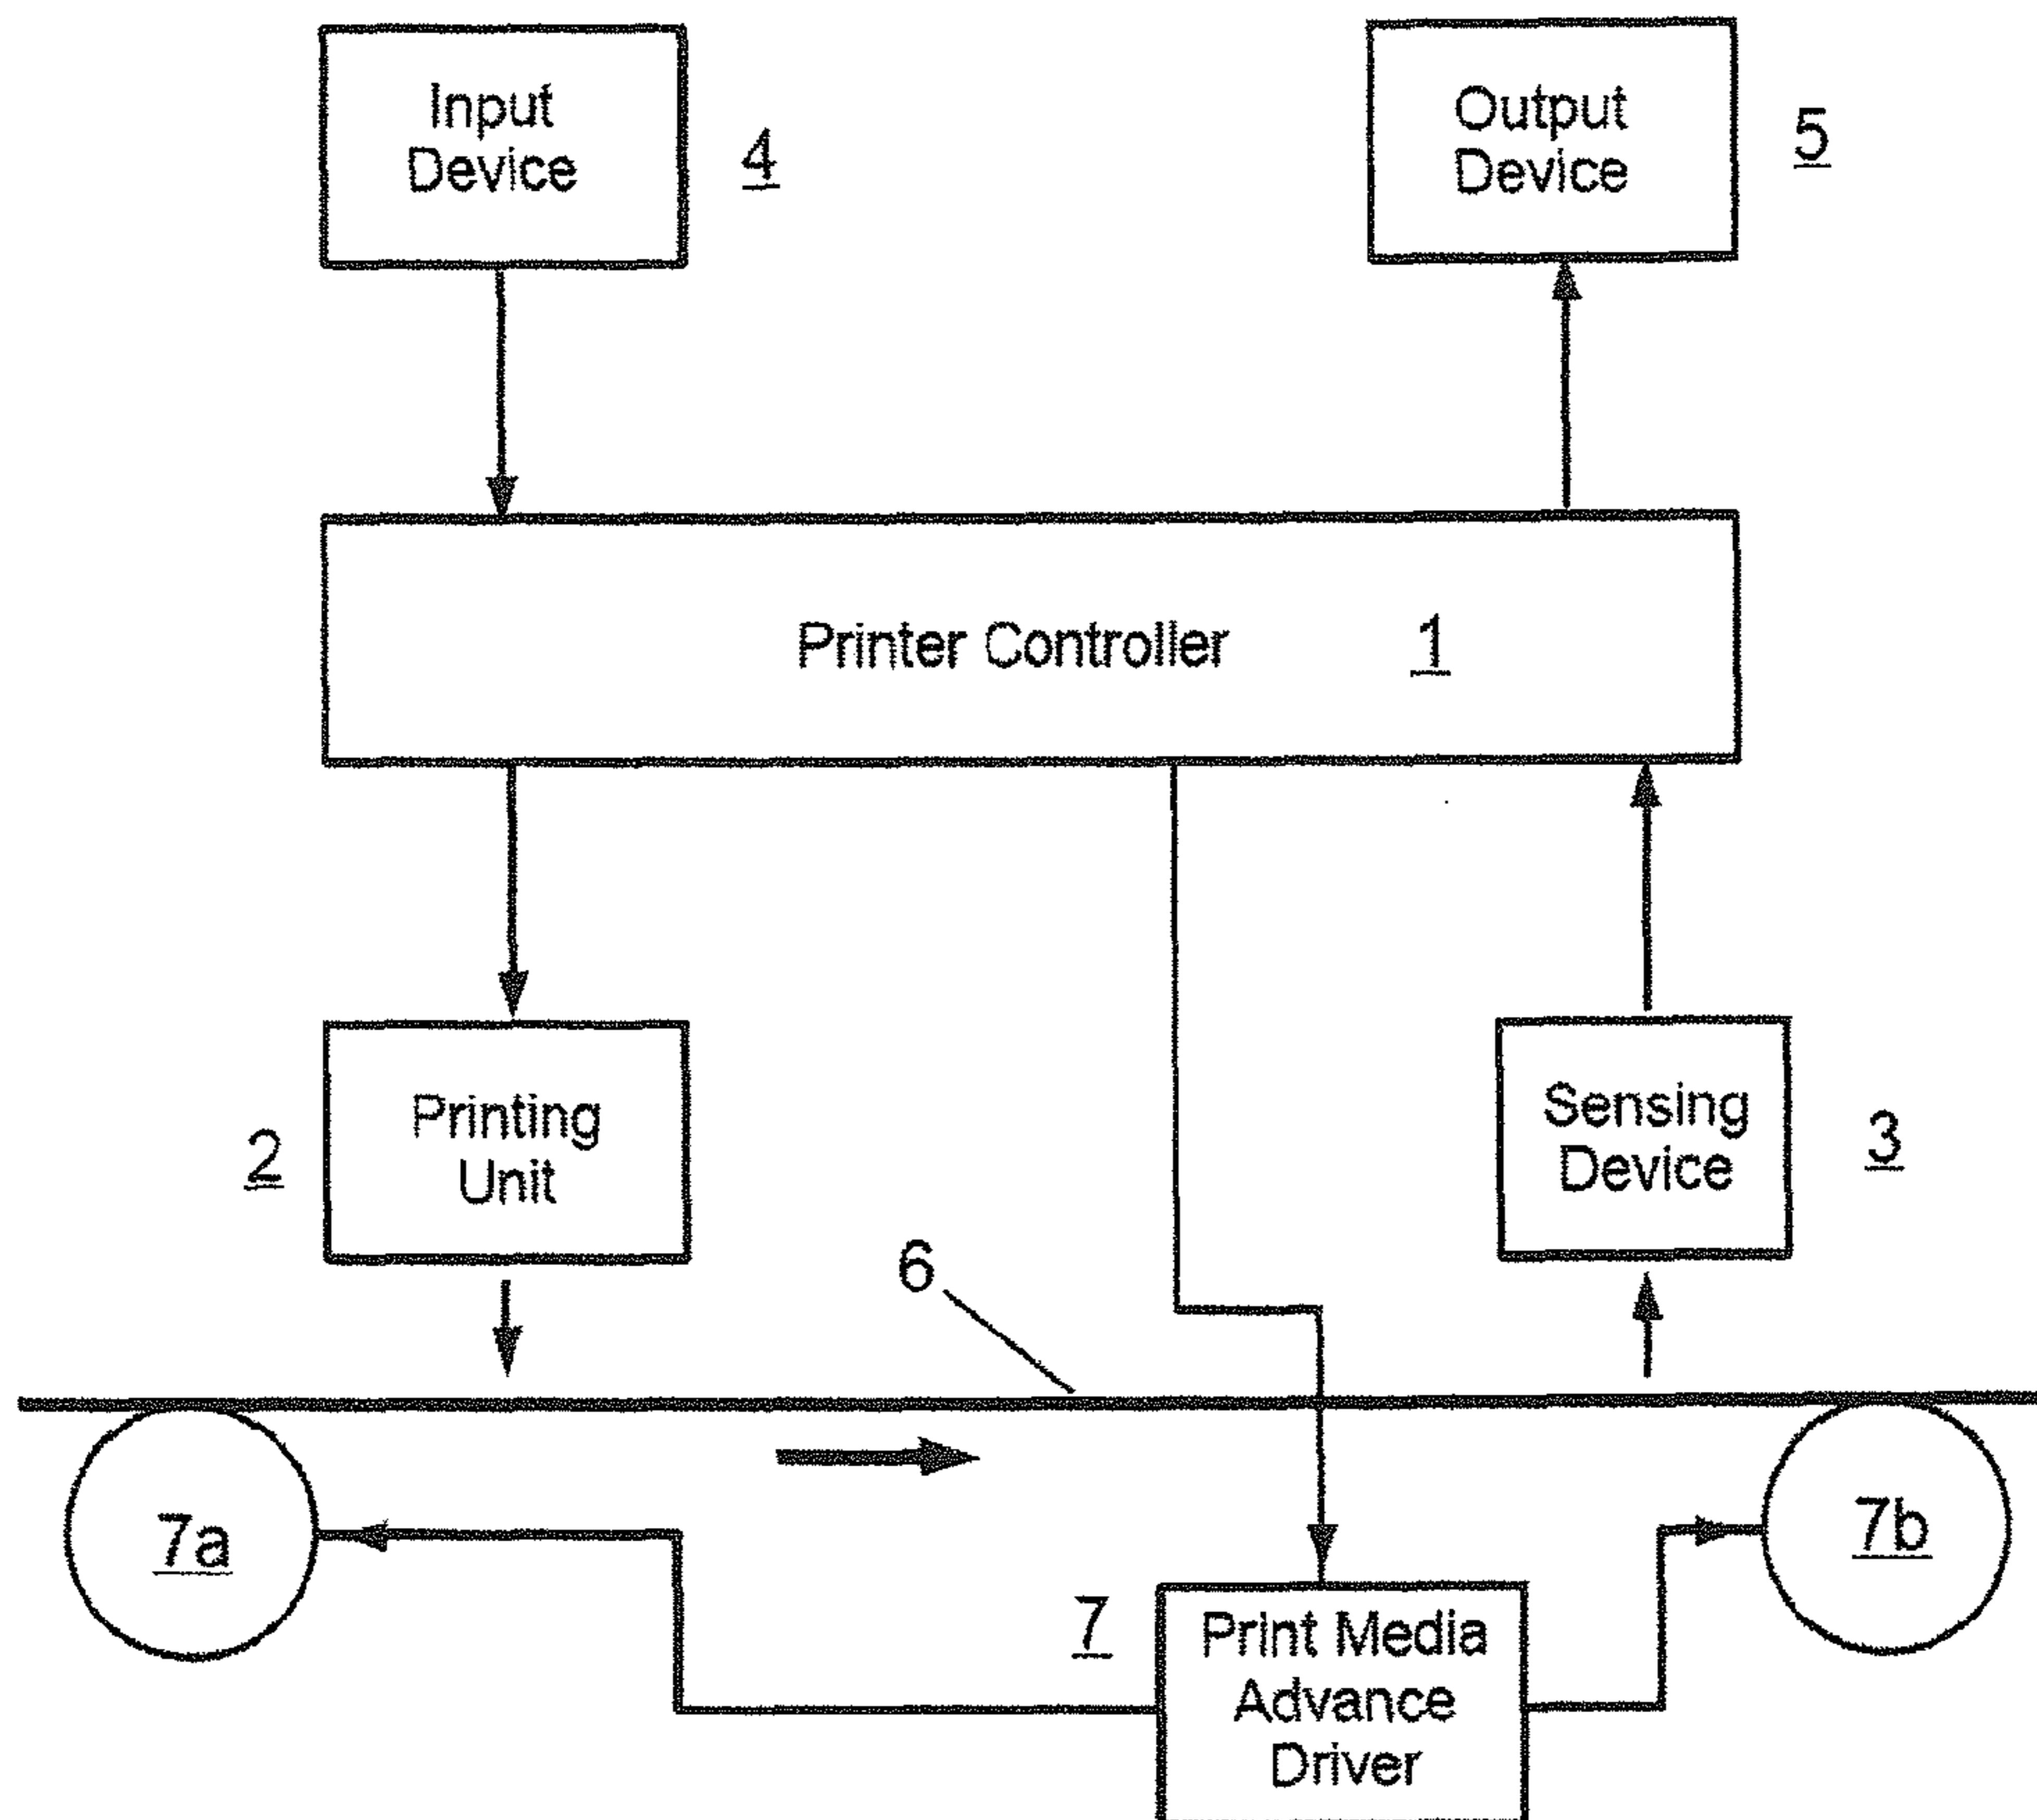 Input
Device
4
Output
Device
5
Printer Controller
1
Printing
Unit
2
Sensing
Device
3
6
7a
7b
7
Print Media
Advance
Driver